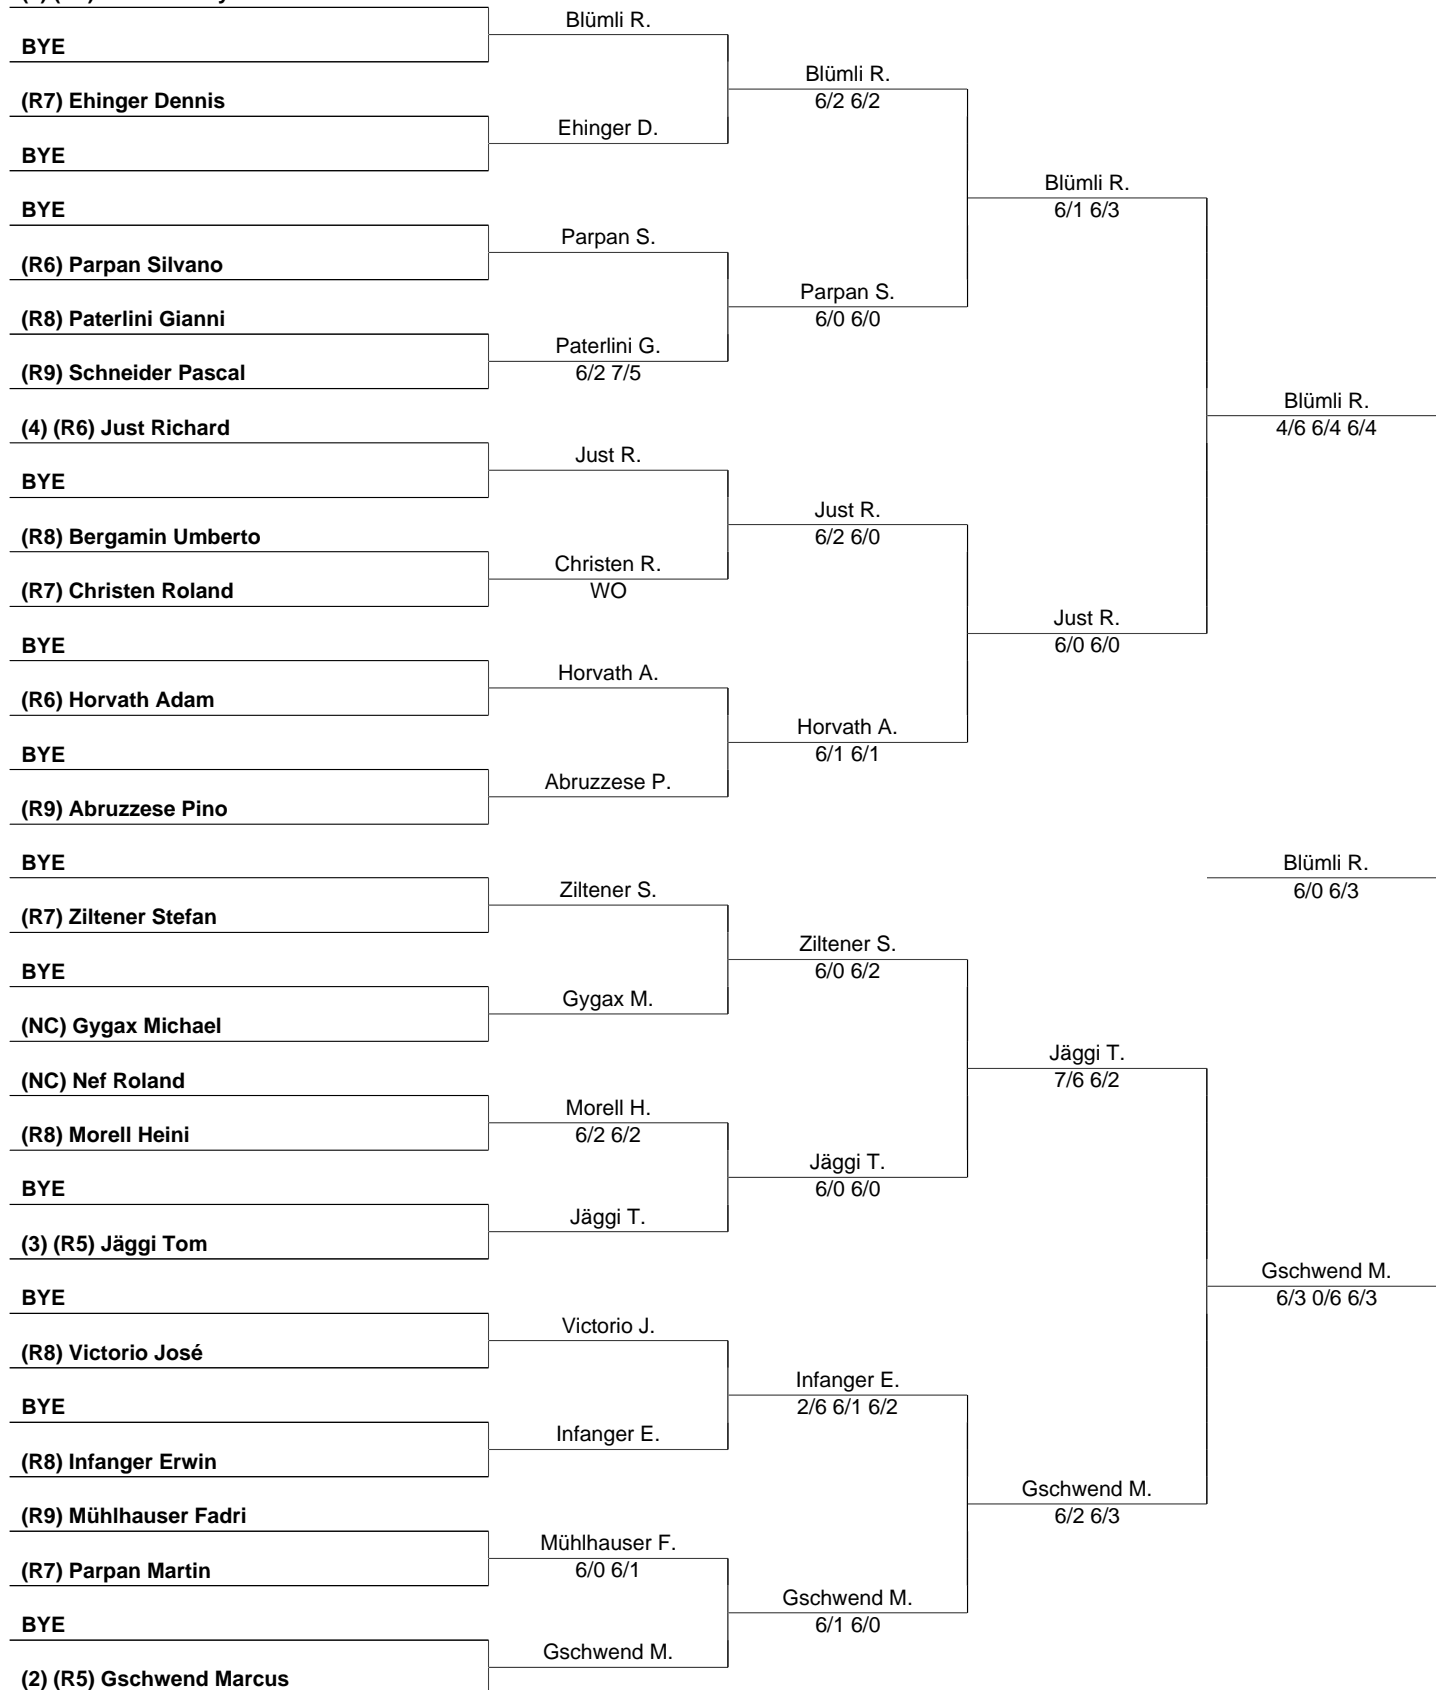 BYE
(R7) Ehinger Dennis
BYE
BYE
(R6) Parpan Silvano
(R8) Paterlini Gianni
(R9) Schneider Pascal
(4) (R6) Just Richard
BYE
(R8) Bergamin Umberto
(R7) Christen Roland
BYE
(R6) Horvath Adam
BYE
(R9) Abruzzese Pino
BYE
(R7) Ziltener Stefan
BYE
(NC) Gygax Michael
(NC) Nef Roland
(R8) Morell Heini
BYE
(3) (R5) Jäggi Tom
BYE
(R8) Victorio José
BYE
(R8) Infanger Erwin
(R9) Mühlhauser Fadri
(R7) Parpan Martin
BYE
(2) (R5) Gschwend Marcus
Blümli R.
Ehinger D.
Parpan S.
Paterlini G.
6/2 7/5
Just R.
Christen R.
WO
Horvath A.
Abruzzese P.
Ziltener S.
Gygax M.
Morell H.
6/2 6/2
Jäggi T.
Victorio J.
Infanger E.
Mühlhauser F.
6/0 6/1
Gschwend M.
Blümli R.
6/2 6/2
Parpan S.
6/0 6/0
Just R.
6/2 6/0
Horvath A.
6/1 6/1
Ziltener S.
6/0 6/2
Jäggi T.
6/0 6/0
Infanger E.
2/6 6/1 6/2
Gschwend M.
6/1 6/0
Blümli R.
6/1 6/3
Just R.
6/0 6/0
Jäggi T.
7/6 6/2
Gschwend M.
6/2 6/3
Blümli R.
4/6 6/4 6/4
Blümli R.
6/0 6/3
Gschwend M.
6/3 0/6 6/3